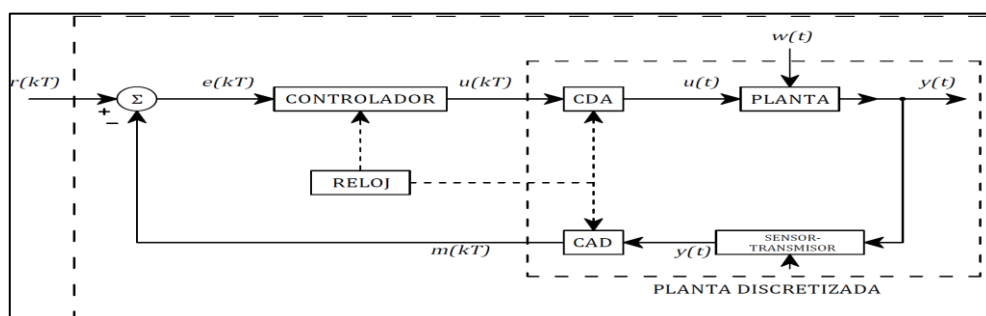 w(t)
r(kT)
e(kT)
u(kT)
u(t)
y(t)
Σ
CONTROLADOR
CDA
PLANTA
+
−
RELOJ
m(kT)
CAD
y(t)
SENSOR-
TRANSMISOR
PLANTA DISCRETIZADA